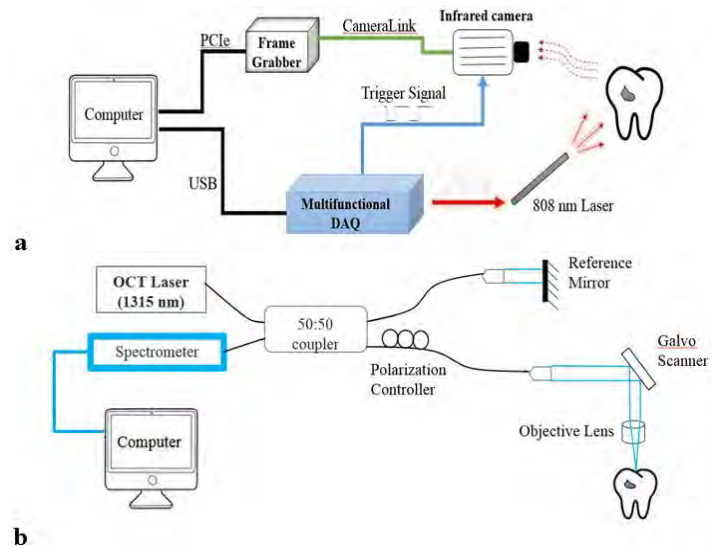 Infrared camera
CameraLink
PCIe
Frame
Grabber
Computer
Trigger Signal
USB
Multifunctional
DAQ
808 nm Laser
a
OCT Laser
(1315 nm)
Reference
Mirror
50:50
coupler
Spectrometer
Galvo
Scanner
Polarization
Controller
Computer
Objective Lens
b